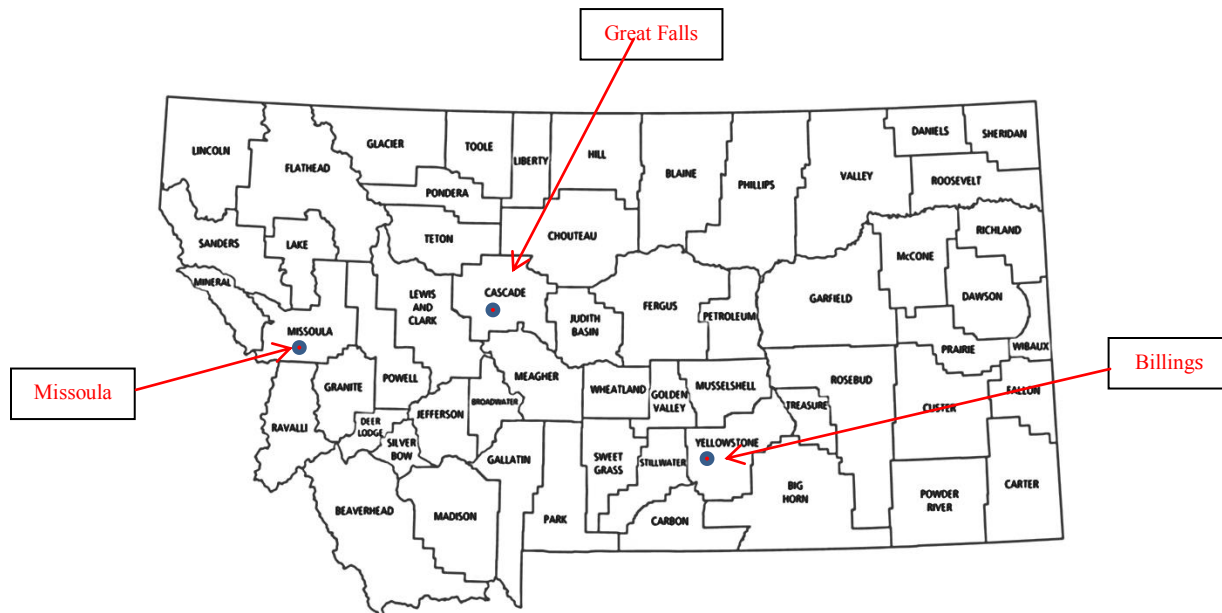 Great Falls
LINCOLN
FLATHEAD
GLACIER
TOOLE
LIBERTY
HILL
BLAINE
PHILLIPS
VALLEY
DANIELS
SHERIDAN
ROOSEVELT
PONDERA
SANDERS
LAKE
TETON
CHOUTEAU
RICHLAND
McCONE
MINERAL
MISSOULA
LEWIS
AND
CLARK
CASCADE
JUDITH
BASIN
FERGUS
PETROLEUM
GARFIELD
DAWSON
PRAIRIE
WIBAUX
Missoula
Billings
GRANITE
POWELL
MEAGHER
WHEATLAND
GOLDEN
VALLEY
MUSSELSHELL
ROSEBUD
TREASURE
CUSTER
FALLON
RAVALLI
DEER
LODGE
JEFFERSON
BROADWATER
SILVER
BOW
GALLATIN
SWEET
GRASS
STILLWATER
YELLOWSTONE
BIG
HORN
POWDER
RIVER
CARTER
BEAVERHEAD
MADISON
PARK
CARBON